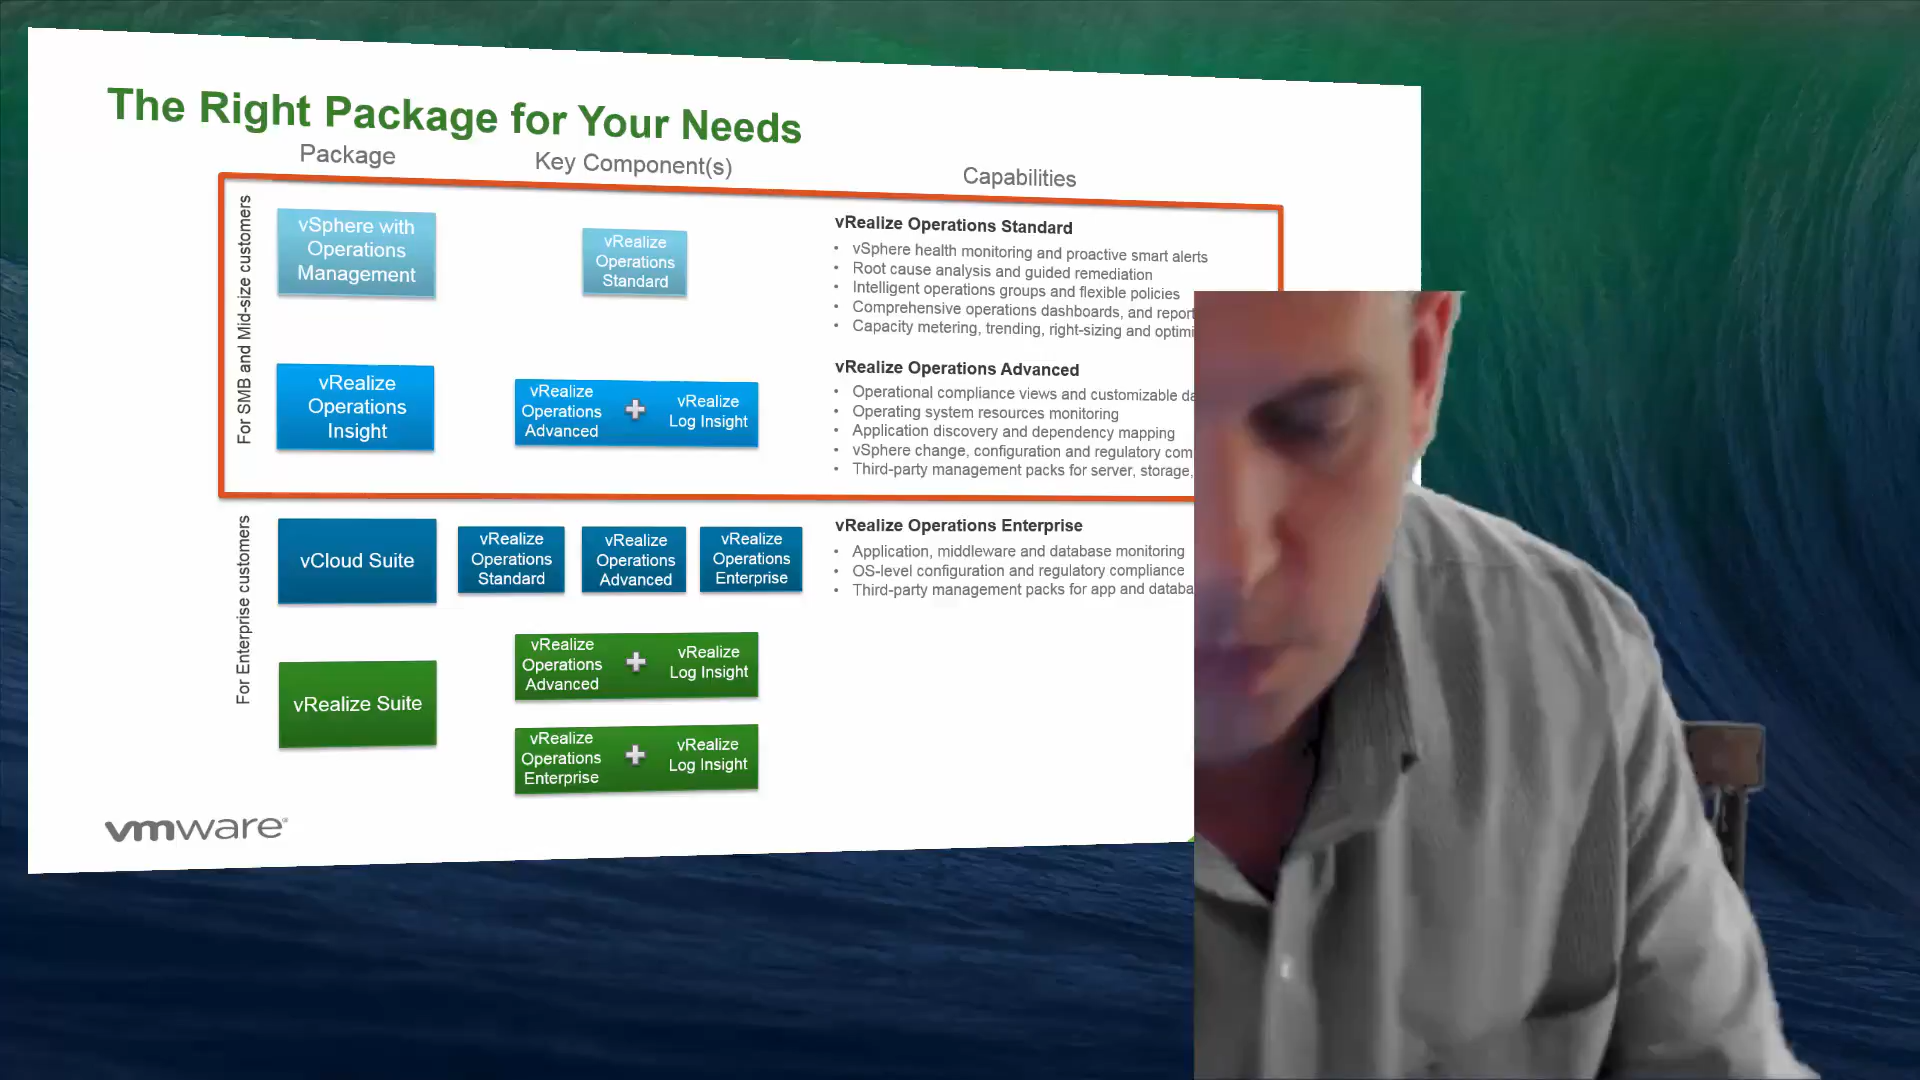 The Right Package for Your Needs
Package
Key Component(s)
Capabilities
For SMB and Mid-size customers
vSphere with
Operations
Management
vRealize
Operations
Standard
vRealize Operations Standard
• vSphere health monitoring and proactive smart alerts
• Root cause analysis and guided remediation
• Intelligent operations groups and flexible policies
• Comprehensive operations dashboards, and
• Capacity metering, trending, right-sizing and
vRealize
Operations
Insight
vRealize
Operations
Advanced
+
vRealize
Log Insight
vRealize Operations Advanced
• Operational compliance views and customizable
• Operating system resources monitoring
• Application discovery and dependency mapping
• vSphere change, configuration and regulatory
• Third-party management packs for server, storage,
For Enterprise customers
vCloud Suite
vRealize
Operations
Standard
vRealize
Operations
Advanced
vRealize
Operations
Enterprise
vRealize Operations Enterprise
• Application, middleware and database monitoring
• OS-level configuration and regulatory compliance
• Third-party management packs for app and
vRealize Suite
vRealize
Operations
Advanced
+
vRealize
Log Insight
vRealize
Operations
Enterprise
+
vRealize
Log Insight
vmware